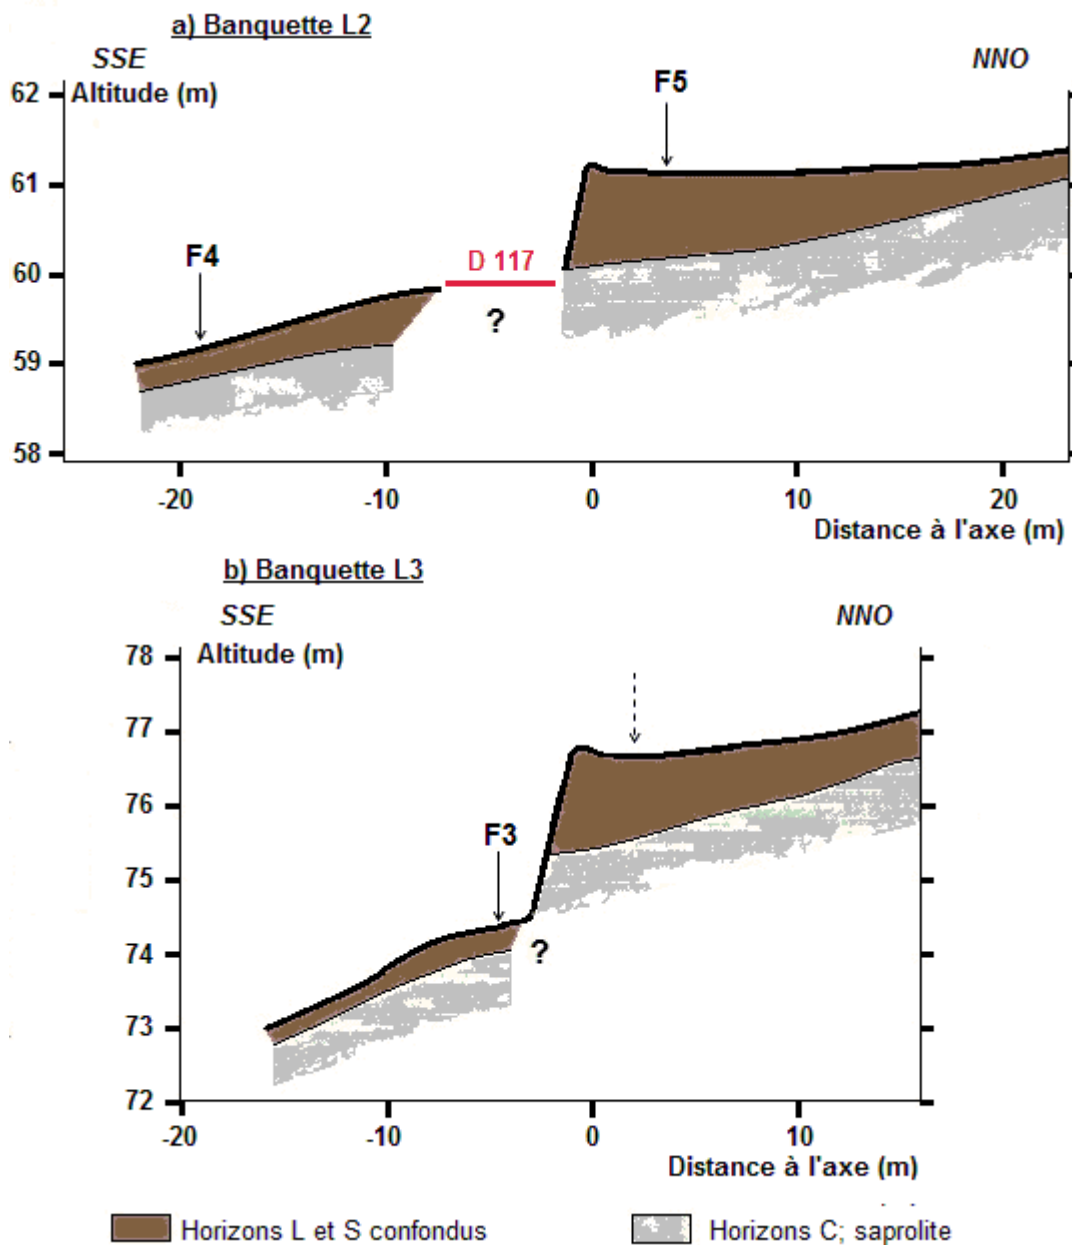 a) Banquette L2
SSE NNO
Altitude (m)
F5
62
61
F4
D 117
60
?
59
58
-20 -10 0 10 20
Distance à l'axe (m)
b) Banquette L3
SSE NNO
78 Altitude (m)
77
76
F3
75
74 ?
73
72
-20 -10 0 10
Distance à l'axe (m)
Horizons L et S confondus Horizons C; saprolite